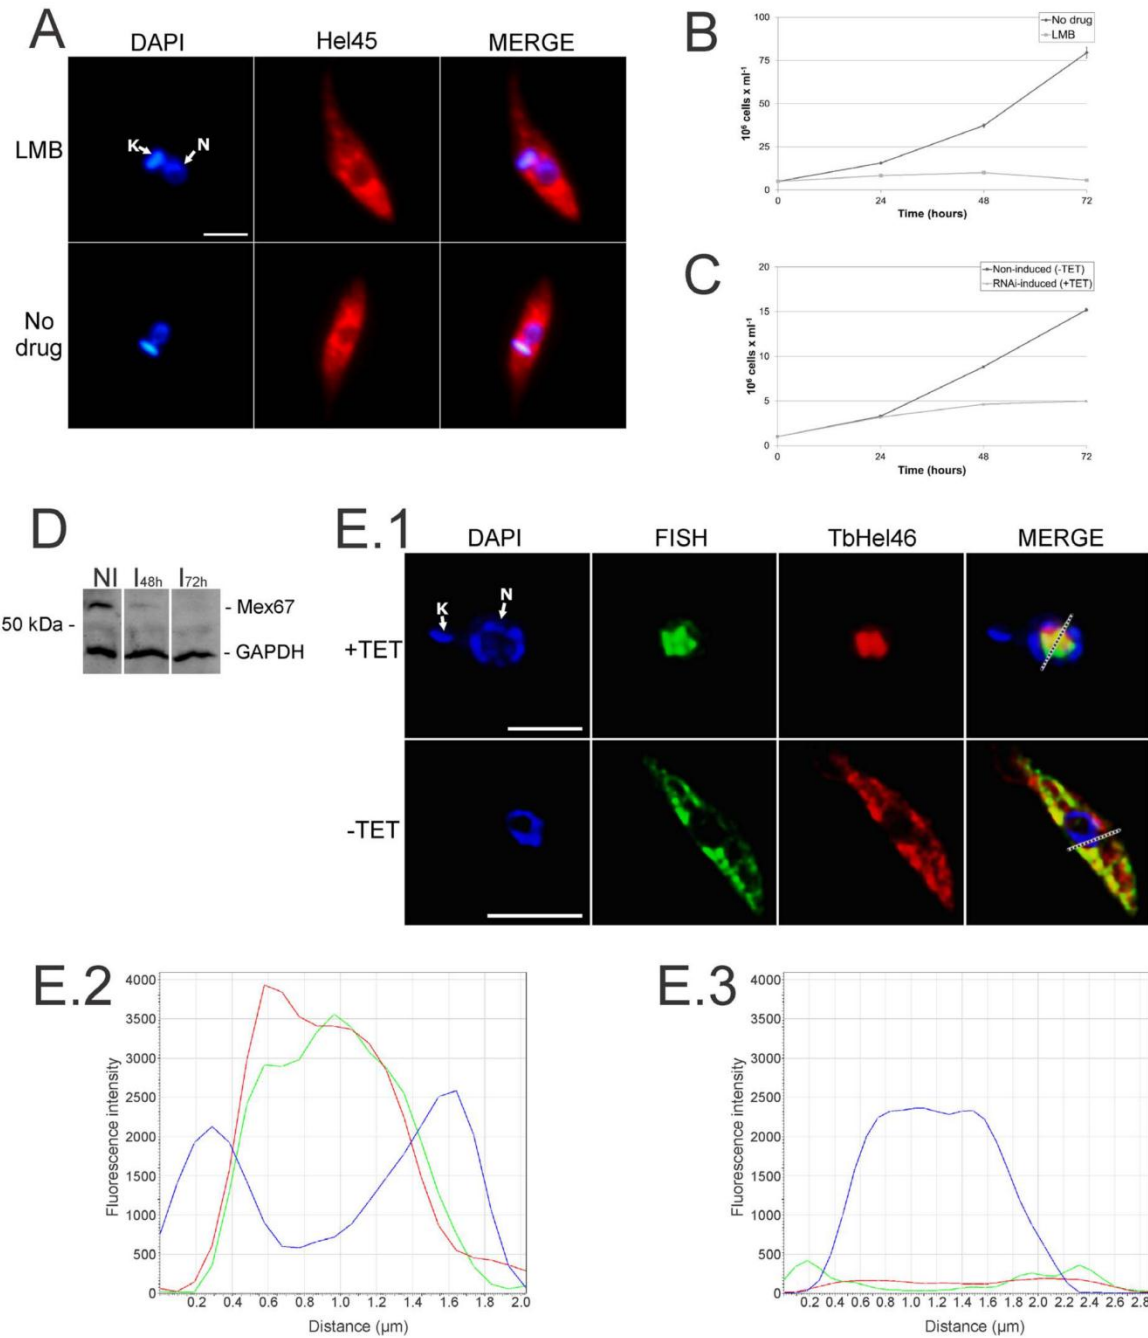 A
DAPI Hel45 MERGE
LMB
K N
No
drug
B
No drug
LMB
10⁶ cells x ml⁻¹
100
75
50
25
0
0 24 48 72
Time (hours)
C
Non-induced (-TET)
RNAi-induced (+TET)
10⁶ cells x ml⁻¹
20
15
10
5
0
0 24 48 72
Time (hours)
D
NI I48h I72h
- Mex67
50 kDa -
- GAPDH
E.1
DAPI FISH TbHel46 MERGE
+TET
K N
-TET
E.2
Fluorescence intensity
4000
3500
3000
2500
2000
1500
1000
500
0
0.2 0.4 0.6 0.8 1.0 1.2 1.4 1.6 1.8 2.0
Distance (µm)
E.3
Fluorescence intensity
4000
3500
3000
2500
2000
1500
1000
500
0
0.2 0.4 0.6 0.8 1.0 1.2 1.4 1.6 1.8 2.0 2.2 2.4 2.6 2.8
Distance (µm)